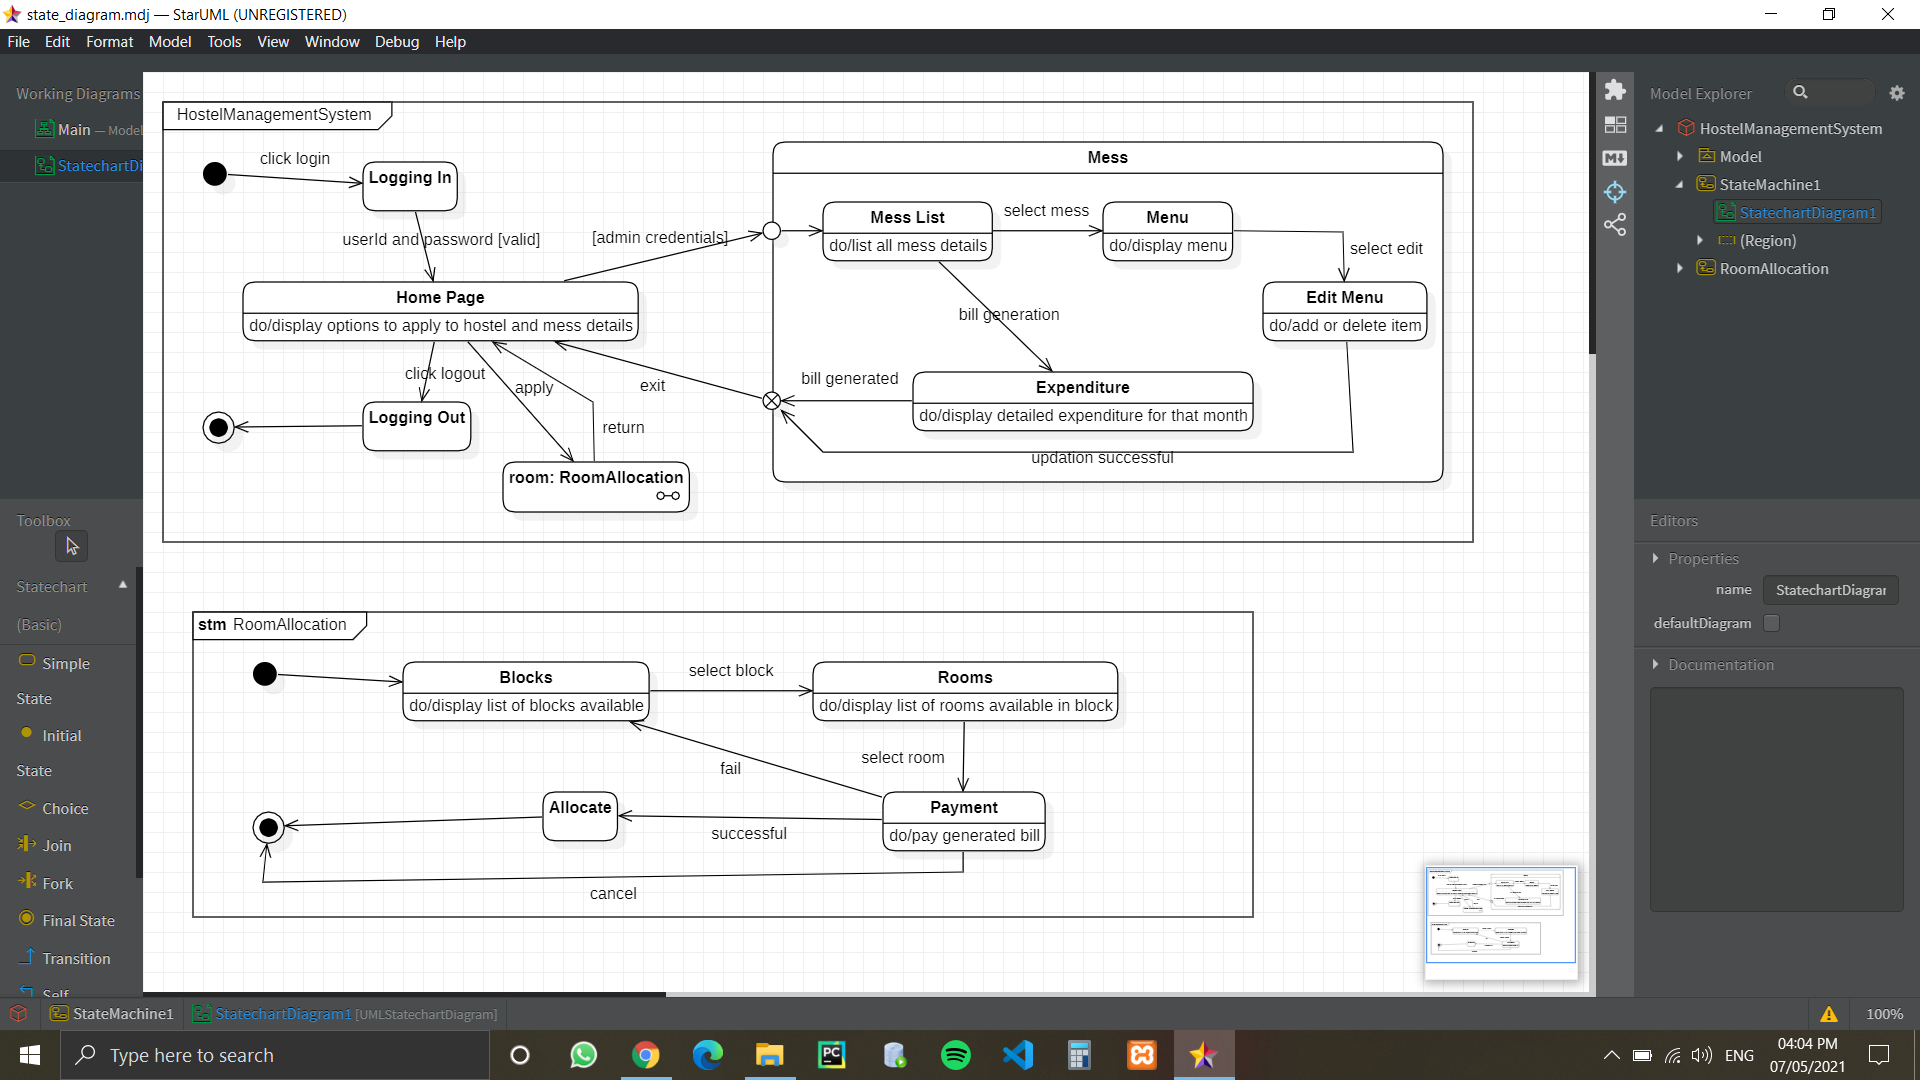 state_diagram.mdj — StarUML (UNREGISTERED)
File Edit Format Model Tools View Window Debug Help
Working Diagrams
Main — Model
StatechartDi
Toolbox
Statechart
(Basic)
Simple
State
Initial
State
Choice
Join
Fork
Final State
Transition
Self
HostelManagementSystem
click login
Logging In
userId and password [valid]
[admin credentials]
Home Page
do/display options to apply to hostel and mess details
click logout
apply
exit
return
Logging Out
room: RoomAllocation
Mess
Mess List
do/list all mess details
select mess
Menu
do/display menu
select edit
Edit Menu
do/add or delete item
bill generation
bill generated
Expenditure
do/display detailed expenditure for that month
updation successful
stm RoomAllocation
Blocks
do/display list of blocks available
select block
Rooms
do/display list of rooms available in block
select room
fail
Allocate
successful
Payment
do/pay generated bill
cancel
Model Explorer
HostelManagementSystem
Model
StateMachine1
StatechartDiagram1
(Region)
RoomAllocation
Editors
Properties
name StatechartDiagrar
defaultDiagram
Documentation
StateMachine1 StatechartDiagram1 [UMLStatechartDiagram]
100%
Type here to search
ENG
04:04 PM
07/05/2021